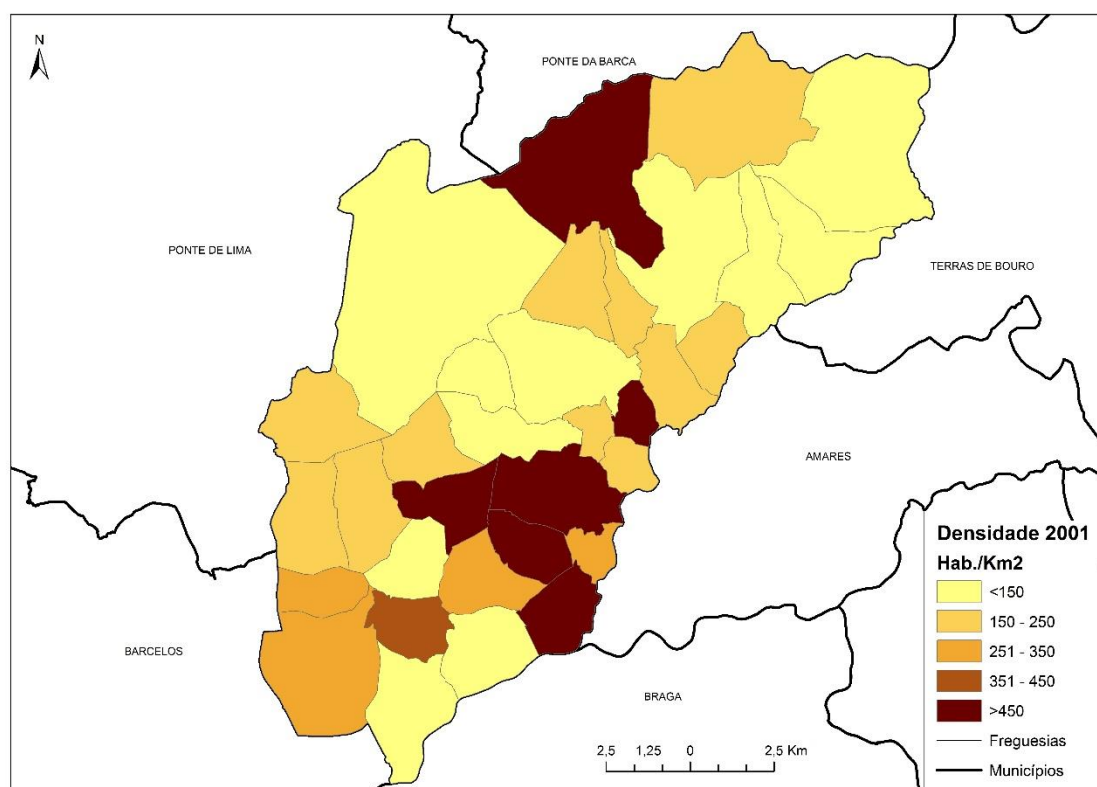 N
PONTE DA BARCA
PONTE DE LIMA
TERRAS DE BOURO
AMARES
BARCELOS
BRAGA
Densidade 2001
Hab./Km2
<150
150 - 250
251 - 350
351 - 450
>450
Freguesias
Municípios
2,5 1,25 0 2,5 Km